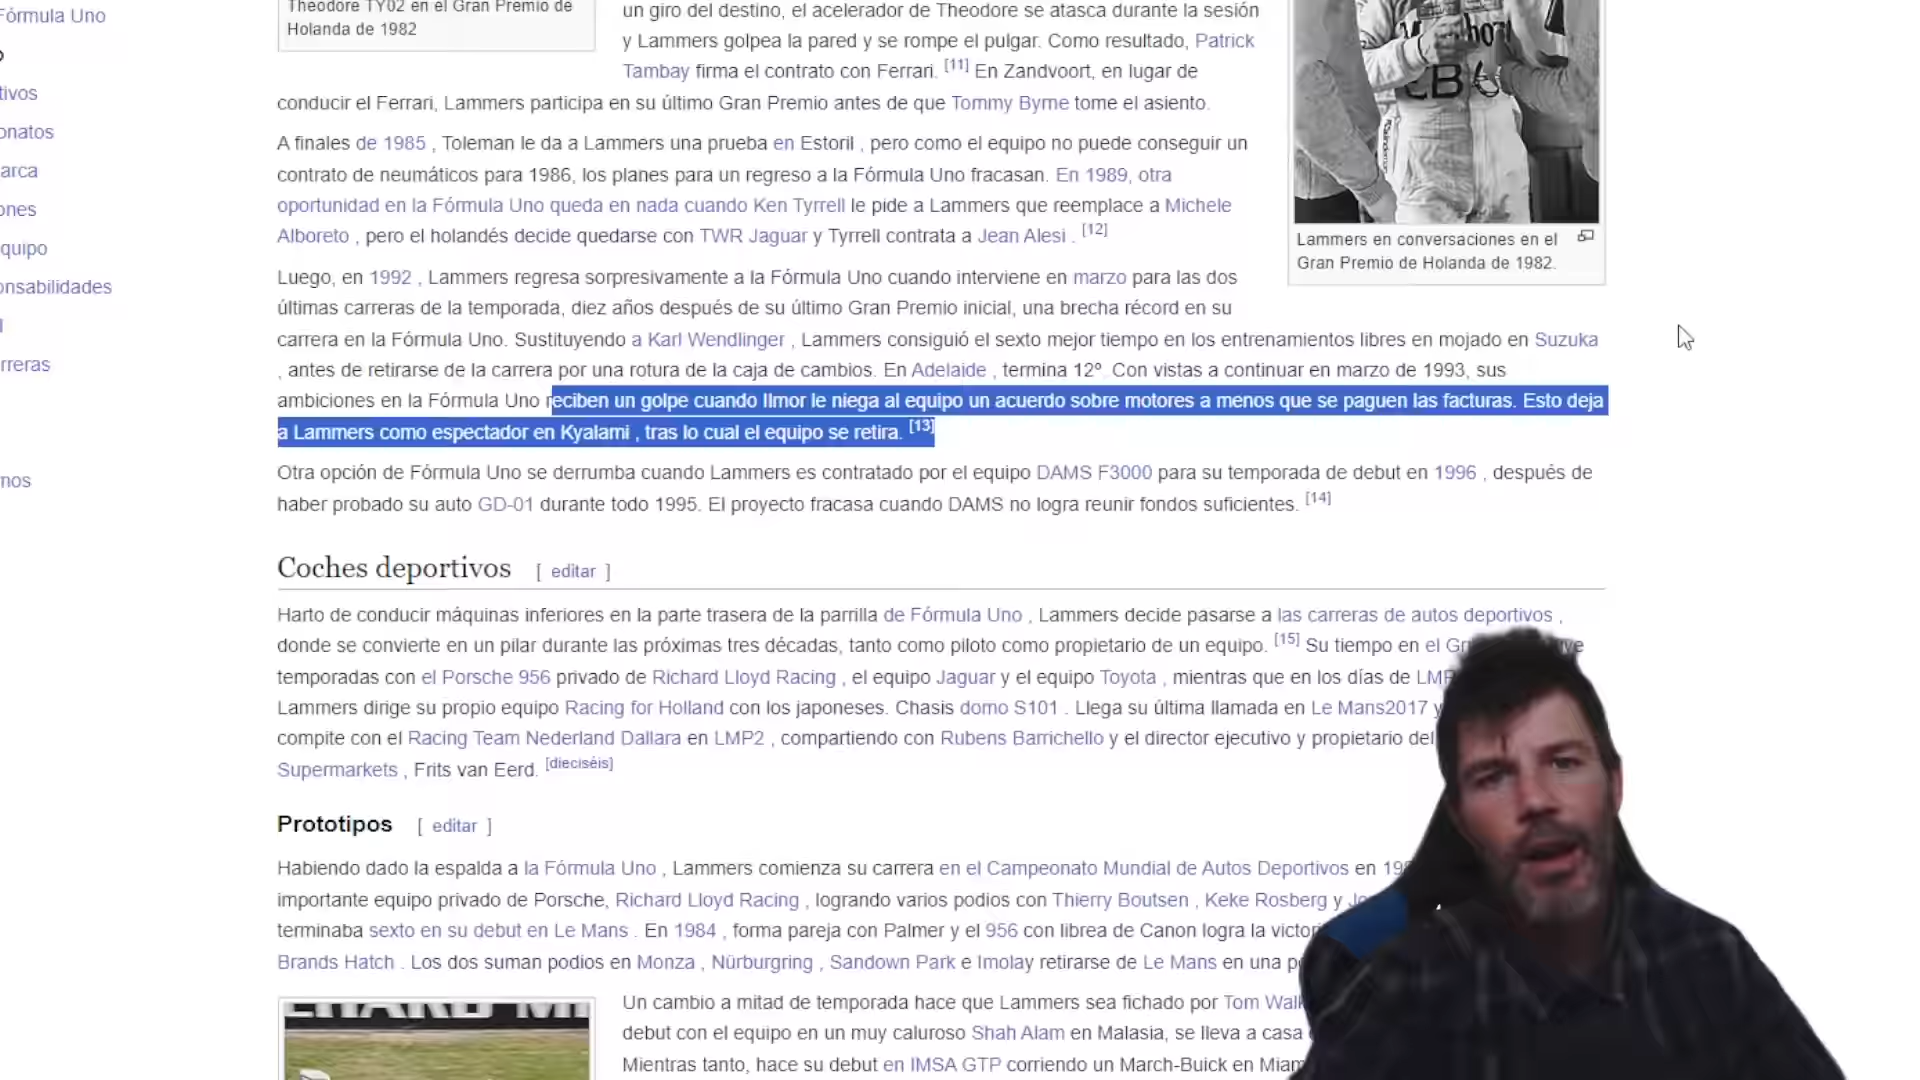 Fórmula Uno
o
tivos
onatos
arca
ones
quipo
onsabilidades
l
rreras
rnos
Theodore TY02 en el Gran Premio de
Holanda de 1982
un giro del destino, el acelerador de Theodore se atasca durante la sesión
y Lammers golpea la pared y se rompe el pulgar. Como resultado, Patrick
Tambay firma el contrato con Ferrari. [11] En Zandvoort, en lugar de
conducir el Ferrari, Lammers participa en su último Gran Premio antes de que Tommy Byrne tome el asiento.
A finales de 1985 , Toleman le da a Lammers una prueba en Estoril , pero como el equipo no puede conseguir un
contrato de neumáticos para 1986, los planes para un regreso a la Fórmula Uno fracasan. En 1989, otra
oportunidad en la Fórmula Uno queda en nada cuando Ken Tyrrell le pide a Lammers que reemplace a Michele
Alboreto , pero el holandés decide quedarse con TWR Jaguar y Tyrrell contrata a Jean Alesi . [12]
Lammers en conversaciones en el
Gran Premio de Holanda de 1982.
Luego, en 1992 , Lammers regresa sorpresivamente a la Fórmula Uno cuando interviene en marzo para las dos
últimas carreras de la temporada, diez años después de su último Gran Premio inicial, una brecha récord en su
carrera en la Fórmula Uno. Sustituyendo a Karl Wendlinger , Lammers consiguió el sexto mejor tiempo en los entrenamientos libres en mojado en Suzuka
, antes de retirarse de la carrera por una rotura de la caja de cambios. En Adelaide , termina 12º. Con vistas a continuar en marzo de 1993, sus
ambiciones en la Fórmula Uno reciben un golpe cuando Ilmor le niega al equipo un acuerdo sobre motores a menos que se paguen las facturas. Esto deja
a Lammers como espectador en Kyalami , tras lo cual el equipo se retira. [13]
Otra opción de Fórmula Uno se derrumba cuando Lammers es contratado por el equipo DAMS F3000 para su temporada de debut en 1996 , después de
haber probado su auto GD-01 durante todo 1995. El proyecto fracasa cuando DAMS no logra reunir fondos suficientes. [14]
Coches deportivos [ editar ]
Harto de conducir máquinas inferiores en la parte trasera de la parrilla de Fórmula Uno , Lammers decide pasarse a las carreras de autos deportivos ,
donde se convierte en un pilar durante las próximas tres décadas, tanto como piloto como propietario de un equipo. [15] Su tiempo en el
temporadas con el Porsche 956 privado de Richard Lloyd Racing , el equipo Jaguar y el equipo Toyota , mientras que en los días de LMP
Lammers dirige su propio equipo Racing for Holland con los japoneses. Chasis domo S101 . Llega su última llamada en Le Mans2017 y
compite con el Racing Team Nederland Dallara en LMP2 , compartiendo con Rubens Barrichello y el director ejecutivo y propietario del
Supermarkets , Frits van Eerd. [dieciséis]
Prototipos [ editar ]
Habiendo dado la espalda a la Fórmula Uno , Lammers comienza su carrera en el Campeonato Mundial de Autos Deportivos en 198
importante equipo privado de Porsche, Richard Lloyd Racing , logrando varios podios con Thierry Boutsen , Keke Rosberg y
terminaba sexto en su debut en Le Mans . En 1984 , forma pareja con Palmer y el 956 con librea de Canon logra la victori
Brands Hatch . Los dos suman podios en Monza , Nürburgring , Sandown Park e Imolay retirarse de Le Mans en una
Un cambio a mitad de temporada hace que Lammers sea fichado por Tom Walk
debut con el equipo en un muy caluroso Shah Alam en Malasia, se lleva a casa
Mientras tanto, hace su debut en IMSA GTP corriendo un March-Buick en Miam